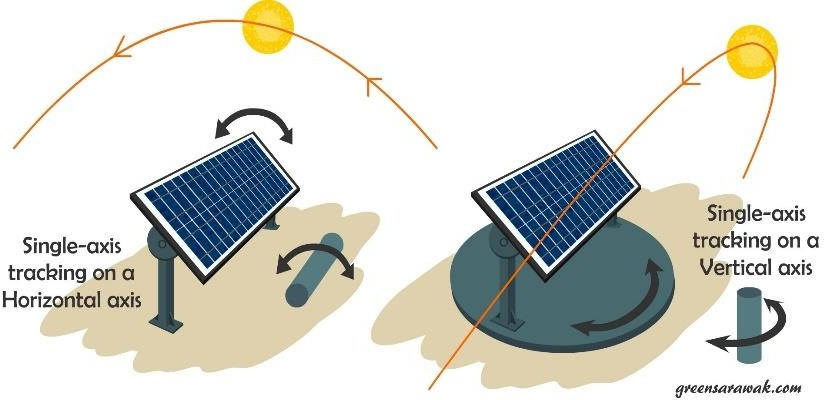 Single-axis
tracking on a
Horizontal axis
Single-axis
tracking on a
Vertical axis
greensarawak.com